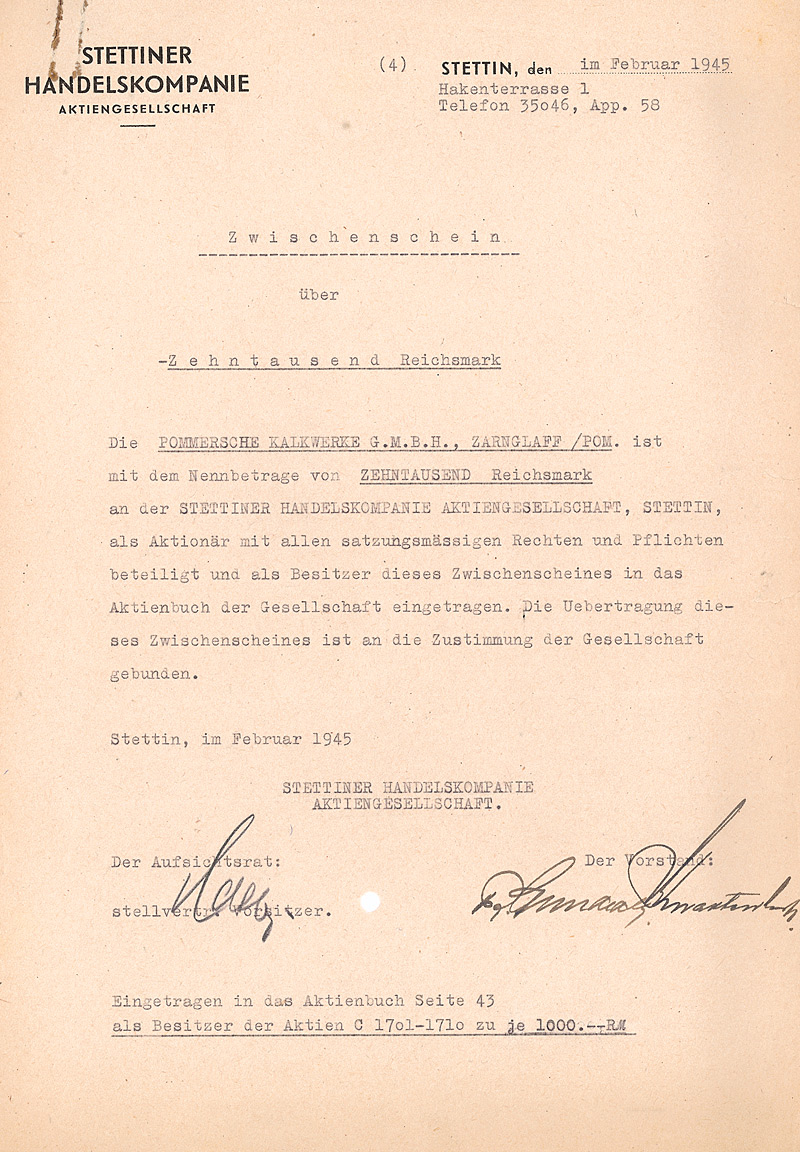 STETTINER
HANDELSKOMPANIE
AKTIENGESELLSCHAFT
(4)
STETTIN, den im Februar 1945
Hakenterrasse 1
Telefon 35o46, App. 58
Zwischenschein
über
-Zehntausend Reichsmark
Die POMMERSCHE KALKWERKE G.M.B.H., ZARNGLAFF /POM. ist
mit dem Nennbetrage von ZEHNTAUSEND Reichsmark
an der STETTINER HANDELSKOMPANIE AKTIENGESELLSCHAFT, STETTIN,
als Aktionär mit allen satzungsmässigen Rechten und Pflichten
beteiligt und als Besitzer dieses Zwischenscheines in das
Aktienbuch der Gesellschaft eingetragen. Die Uebertragung die-
ses Zwischenscheines ist an die Zustimmung der Gesellschaft
gebunden.
Stettin, im Februar 1945
STETTINER HANDELSKOMPANIE
AKTIENGESELLSCHAFT.
Der Aufsichtsrat:
Der Vorstand:
stellvertr. Vorsitzer.
Eingetragen in das Aktienbuch Seite 43
als Besitzer der Aktien C 17o1-171o zu je 1000.--RM